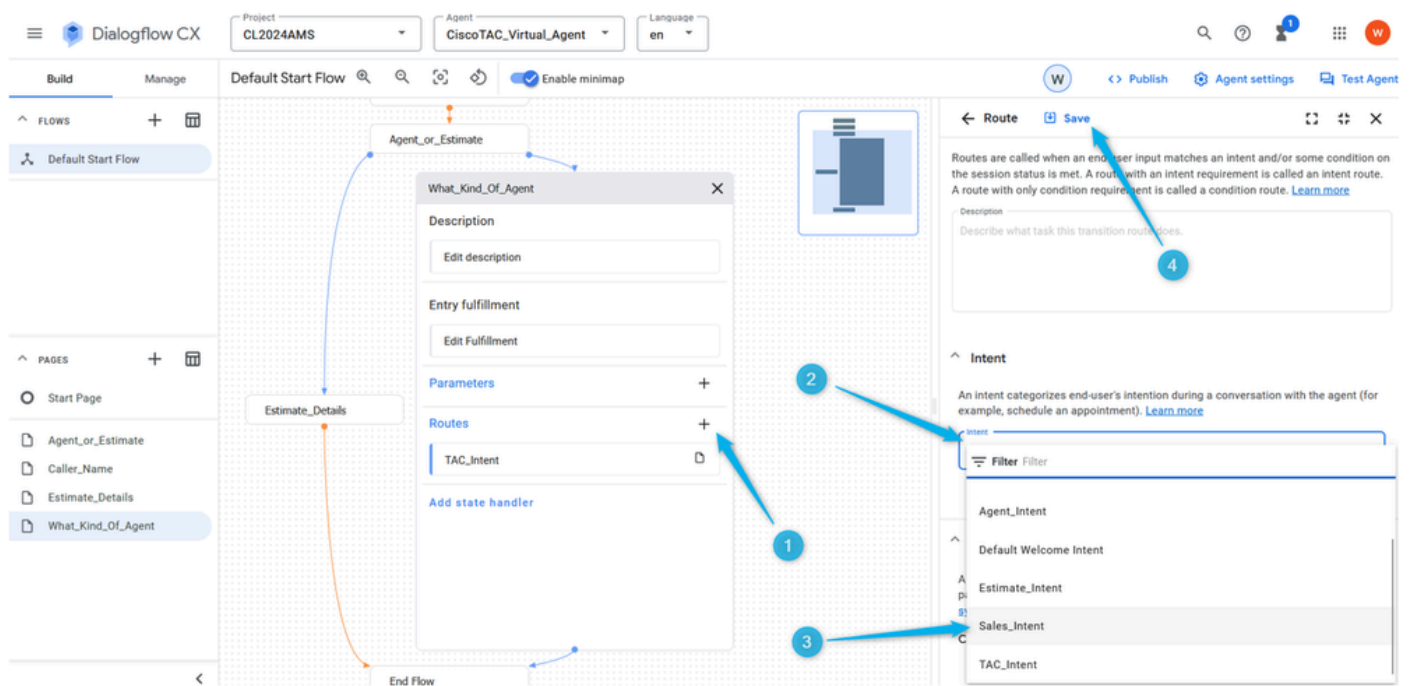 Dialogflow CX
Project
CL2024AMS
Agent
CiscoTAC_Virtual_Agent
Language
en
1
W
Build
Manage
Default Start Flow
Enable minimap
W
<> Publish
Agent settings
Test Agent
FLOWS
Default Start Flow
PAGES
Start Page
Agent_or_Estimate
Caller_Name
Estimate_Details
What_Kind_Of_Agent
Agent_or_Estimate
What_Kind_Of_Agent
Description
Edit description
Entry fulfillment
Edit Fulfillment
Parameters
Routes
TAC_Intent
Add state handler
Estimate_Details
End Flow
1
2
3
4
Route
Save
Routes are called when an end-user input matches an intent and/or some condition on
the session status is met. A route with an intent requirement is called an intent route.
A route with only condition requirement is called a condition route. Learn more
Description
Describe what task this transition route does.
Intent
An intent categorizes end-user's intention during a conversation with the agent (for
example, schedule an appointment). Learn more
Intent
Filter Filter
Agent_Intent
Default Welcome Intent
Estimate_Intent
Sales_Intent
TAC_Intent